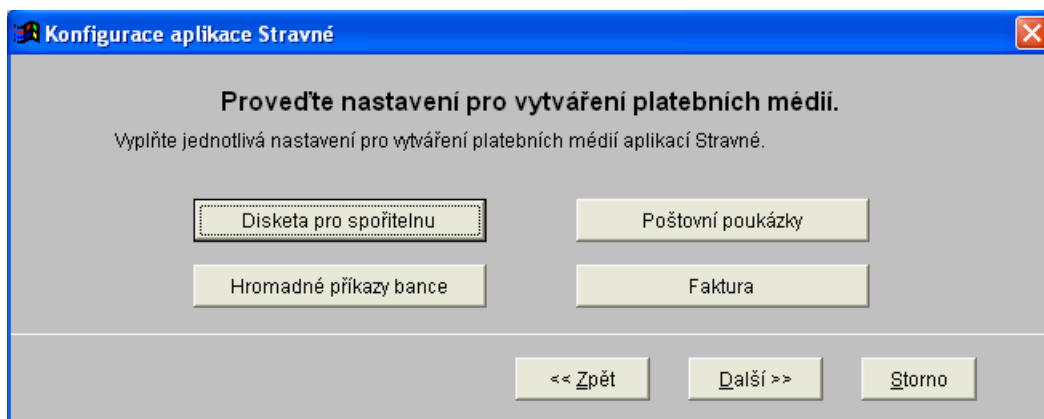 Konfigurace aplikace Stravné
Proveďte nastavení pro vytváření platebních médií.
Vyplňte jednotlivá nastavení pro vytváření platebních médií aplikací Stravné.
Disketa pro spořitelnu
Poštovní poukázky
Hromadné příkazy bance
Faktura
<< Zpět
Další >>
Storno